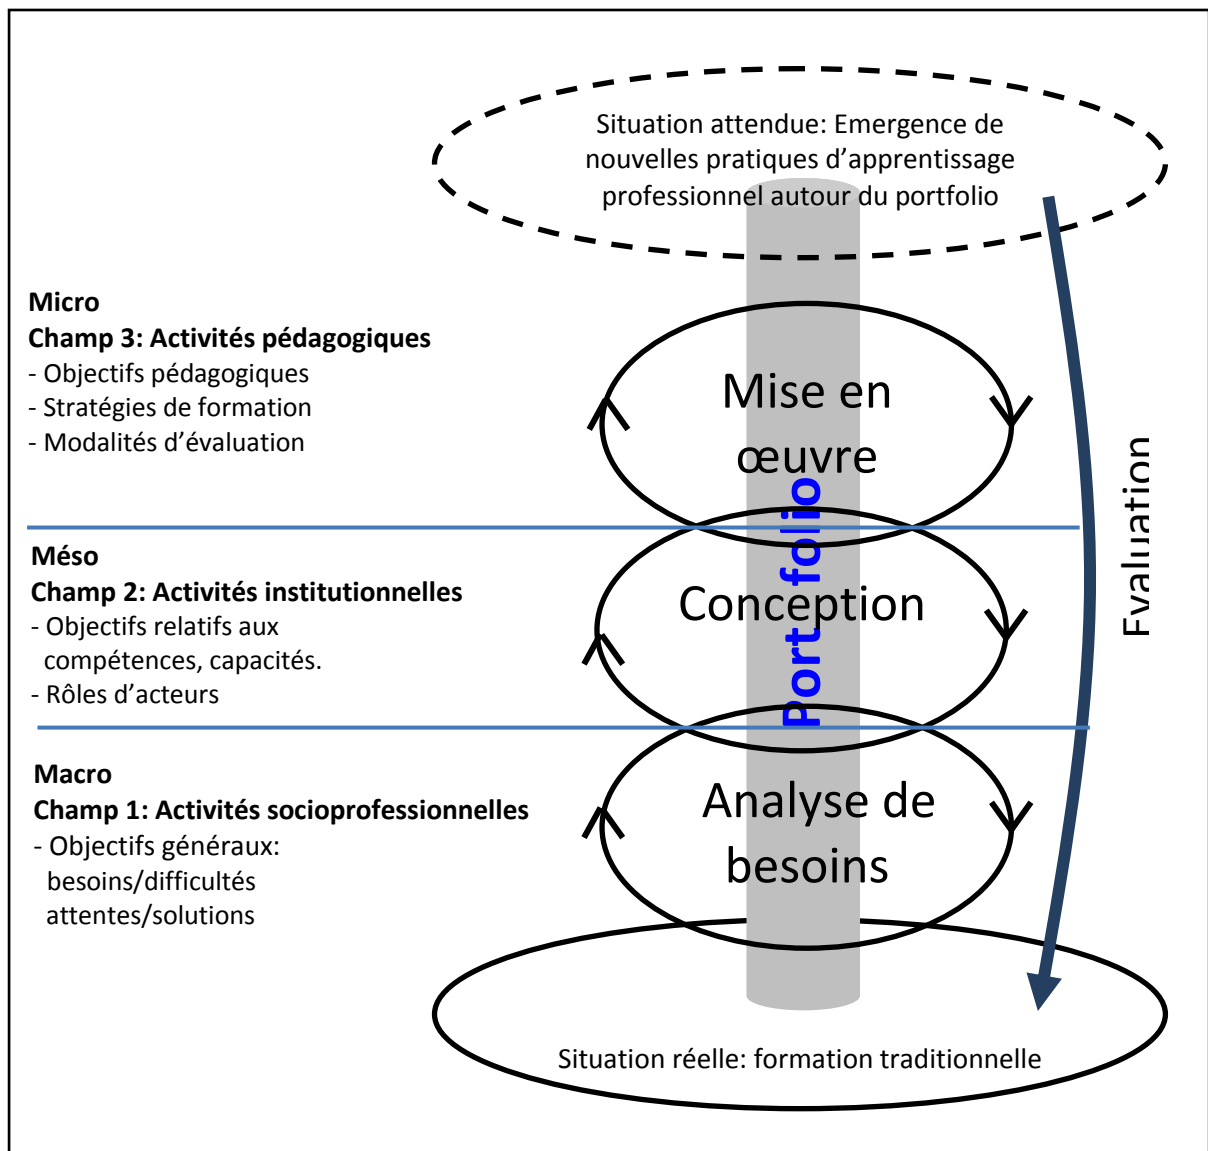 Situation attendue: Emergence de
nouvelles pratiques d’apprentissage
professionnel autour du portfolio
Micro
Champ 3: Activités pédagogiques
- Objectifs pédagogiques
- Stratégies de formation
- Modalités d’évaluation
Mise en
œuvre
Evaluation
Port folio
Méso
Champ 2: Activités institutionnelles
- Objectifs relatifs aux
compétences, capacités.
- Rôles d’acteurs
Conception
Macro
Champ 1: Activités socioprofessionnelles
- Objectifs généraux:
besoins/difficultés
attentes/solutions
Analyse de
besoins
Situation réelle: formation traditionnelle